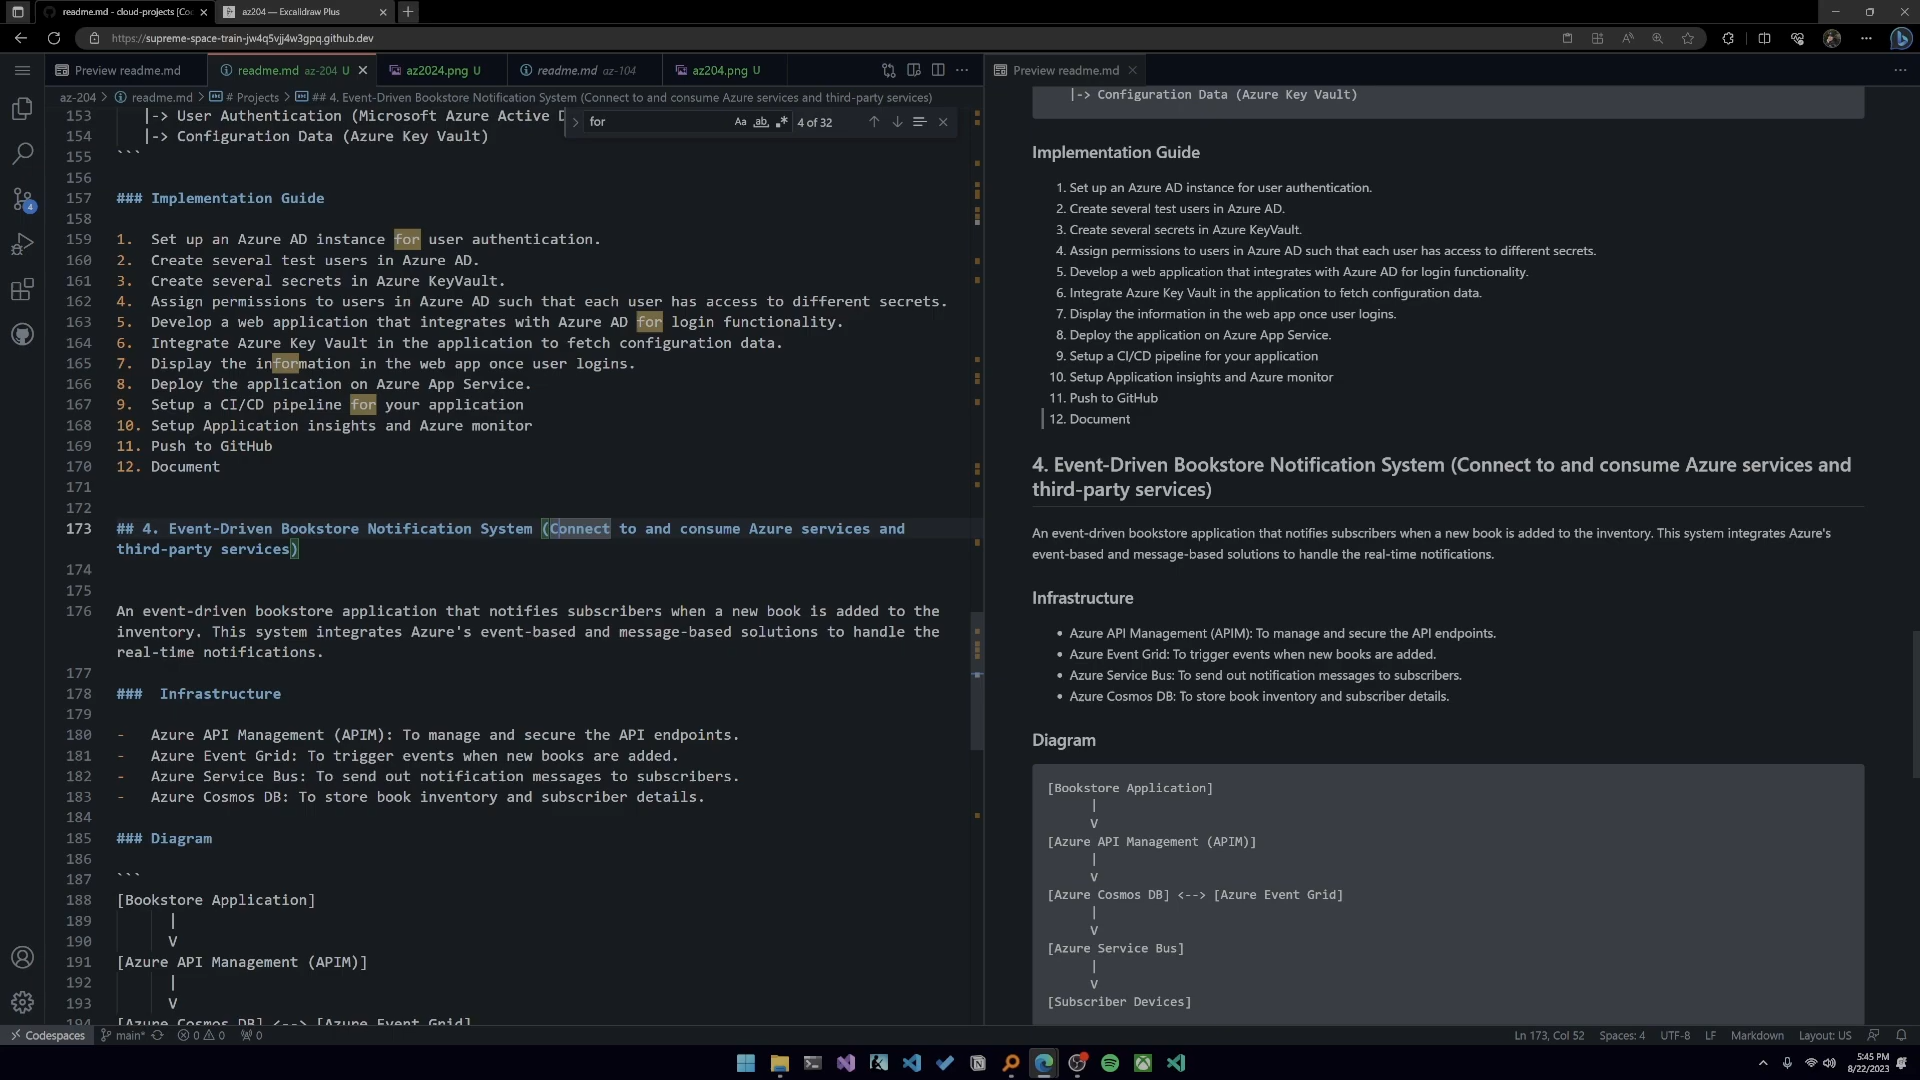 readme.md - cloud-projects [Co
az204 — Excalidraw Plus
https://supreme-space-train-jw4q5vjj4w3gpq.github.dev
Preview readme.md
readme.md az-204 U
az2024.png U
readme.md az-104
az204.png U
Preview readme.md
az-204 > readme.md > # Projects > ## 4. Event-Driven Bookstore Notification System (Connect to and consume Azure services and third-party services)
for
Aa ab 4 of 32
153 |-> User Authentication (Microsoft Azure Active D
154 |-> Configuration Data (Azure Key Vault)
155 ```
156
157 ### Implementation Guide
158
159 1. Set up an Azure AD instance for user authentication.
160 2. Create several test users in Azure AD.
161 3. Create several secrets in Azure KeyVault.
162 4. Assign permissions to users in Azure AD such that each user has access to different secrets.
163 5. Develop a web application that integrates with Azure AD for login functionality.
164 6. Integrate Azure Key Vault in the application to fetch configuration data.
165 7. Display the information in the web app once user logins.
166 8. Deploy the application on Azure App Service.
167 9. Setup a CI/CD pipeline for your application
168 10. Setup Application insights and Azure monitor
169 11. Push to GitHub
170 12. Document
171
172
173 ## 4. Event-Driven Bookstore Notification System (Connect to and consume Azure services and
third-party services)
174
175
176 An event-driven bookstore application that notifies subscribers when a new book is added to the
inventory. This system integrates Azure's event-based and message-based solutions to handle the
real-time notifications.
177
178 ### Infrastructure
179
180 - Azure API Management (APIM): To manage and secure the API endpoints.
181 - Azure Event Grid: To trigger events when new books are added.
182 - Azure Service Bus: To send out notification messages to subscribers.
183 - Azure Cosmos DB: To store book inventory and subscriber details.
184
185 ### Diagram
186
187 ```
188 [Bookstore Application]
189 |
190 V
191 [Azure API Management (APIM)]
192 |
193 V
194 [Azure Cosmos DB] <--> [Azure Event Grid]
|-> Configuration Data (Azure Key Vault)
Implementation Guide
1. Set up an Azure AD instance for user authentication.
2. Create several test users in Azure AD.
3. Create several secrets in Azure KeyVault.
4. Assign permissions to users in Azure AD such that each user has access to different secrets.
5. Develop a web application that integrates with Azure AD for login functionality.
6. Integrate Azure Key Vault in the application to fetch configuration data.
7. Display the information in the web app once user logins.
8. Deploy the application on Azure App Service.
9. Setup a CI/CD pipeline for your application
10. Setup Application insights and Azure monitor
11. Push to GitHub
12. Document
4. Event-Driven Bookstore Notification System (Connect to and consume Azure services and
third-party services)
An event-driven bookstore application that notifies subscribers when a new book is added to the inventory. This system integrates Azure's
event-based and message-based solutions to handle the real-time notifications.
Infrastructure
• Azure API Management (APIM): To manage and secure the API endpoints.
• Azure Event Grid: To trigger events when new books are added.
• Azure Service Bus: To send out notification messages to subscribers.
• Azure Cosmos DB: To store book inventory and subscriber details.
Diagram
[Bookstore Application]
|
V
[Azure API Management (APIM)]
|
V
[Azure Cosmos DB] <--> [Azure Event Grid]
|
V
[Azure Service Bus]
|
V
[Subscriber Devices]
4
Codespaces main* 0 0 0
Ln 173, Col 52 Spaces: 4 UTF-8 LF Markdown Layout: US
5:45 PM
8/22/2023